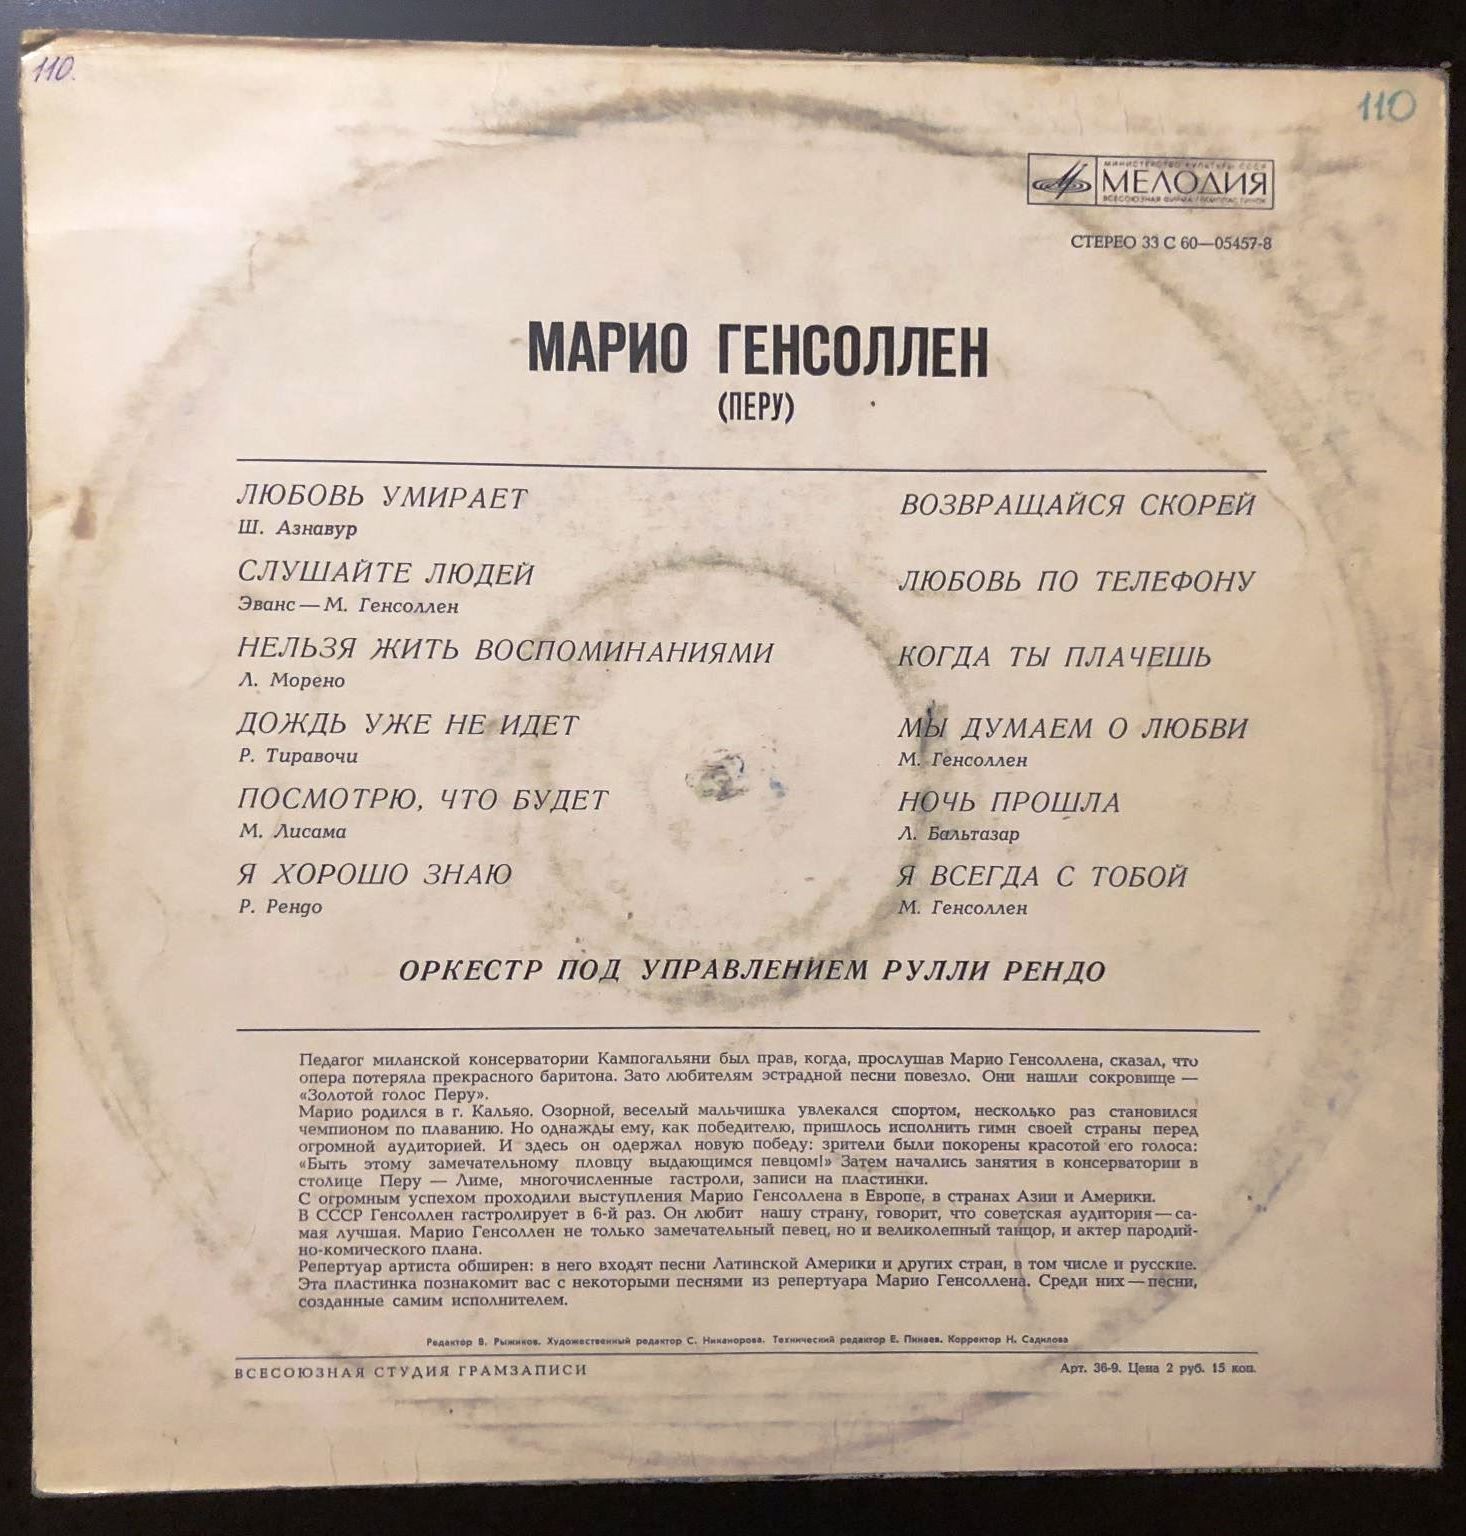 110.
110
МИНИСТЕРСТВО КУЛЬТУРЫ СССР
МЕЛОДИЯ
ВСЕСОЮЗНАЯ ФИРМА ГРАМПЛАСТИНОК
СТЕРЕО 33 С 60—05457-8
МАРИО ГЕНСОЛЛЕН
(ПЕРУ)
ЛЮБОВЬ УМИРАЕТ
Ш. Азнавур
СЛУШАЙТЕ ЛЮДЕЙ
Эванс — М. Генсоллен
НЕЛЬЗЯ ЖИТЬ ВОСПОМИНАНИЯМИ
Л. Морено
ДОЖДЬ УЖЕ НЕ ИДЕТ
Р. Тиравочи
ПОСМОТРЮ, ЧТО БУДЕТ
М. Лисама
Я ХОРОШО ЗНАЮ
Р. Рендо
ВОЗВРАЩАЙСЯ СКОРЕЙ
ЛЮБОВЬ ПО ТЕЛЕФОНУ
КОГДА ТЫ ПЛАЧЕШЬ
МЫ ДУМАЕМ О ЛЮБВИ
М. Генсоллен
НОЧЬ ПРОШЛА
Л. Бальтазар
Я ВСЕГДА С ТОБОЙ
М. Генсоллен
ОРКЕСТР ПОД УПРАВЛЕНИЕМ РУЛЛИ РЕНДО
Педагог миланской консерватории Кампогальяни был прав, когда, прослушав Марио Генсоллена, сказал, что
опера потеряла прекрасного баритона. Зато любителям эстрадной песни повезло. Они нашли сокровище —
«Золотой голос Перу».
Марио родился в г. Кальяо. Озорной, веселый мальчишка увлекался спортом, несколько раз становился
чемпионом по плаванию. Но однажды ему, как победителю, пришлось исполнить гимн своей страны перед
огромной аудиторией. И здесь он одержал новую победу: зрители были покорены красотой его голоса:
«Быть этому замечательному пловцу выдающимся певцом!» Затем начались занятия в консерватории в
столице Перу — Лиме, многочисленные гастроли, записи на пластинки.
С огромным успехом проходили выступления Марио Генсоллена в Европе, в странах Азии и Америки.
В СССР Генсоллен гастролирует в 6-й раз. Он любит нашу страну, говорит, что советская аудитория — са-
мая лучшая. Марио Генсоллен не только замечательный певец, но и великолепный танцор, и актер пародий-
но-комического плана.
Репертуар артиста обширен: в него входят песни Латинской Америки и других стран, в том числе и русские.
Эта пластинка познакомит вас с некоторыми песнями из репертуара Марио Генсоллена. Среди них — песни,
созданные самим исполнителем.
Редактор В. Рыжиков. Художественный редактор С. Никанорова. Технический редактор Е. Пинаев. Корректор Н. Садилова
ВСЕСОЮЗНАЯ СТУДИЯ ГРАМЗАПИСИ
Арт. 36-9. Цена 2 руб. 15 коп.